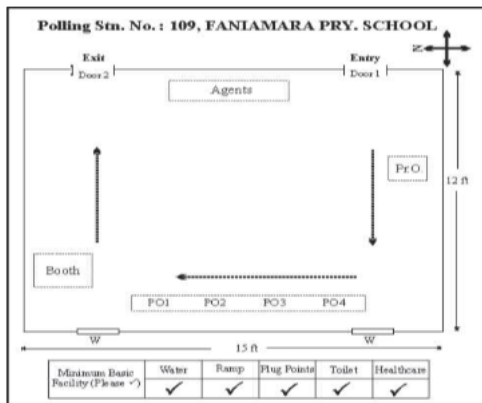 Polling Stn. No. : 109, FANIAMARA PRY. SCHOOL
N
Exit
Door 2
Entry
Door 1
Agents
Pr.O.
12 ft
Booth
PO1 PO2 PO3 PO4
W W
15 ft
Minimum Basic Facility (Please ✓) Water Ramp Plug Points Toilet Healthcare
✓ ✓ ✓ ✓ ✓